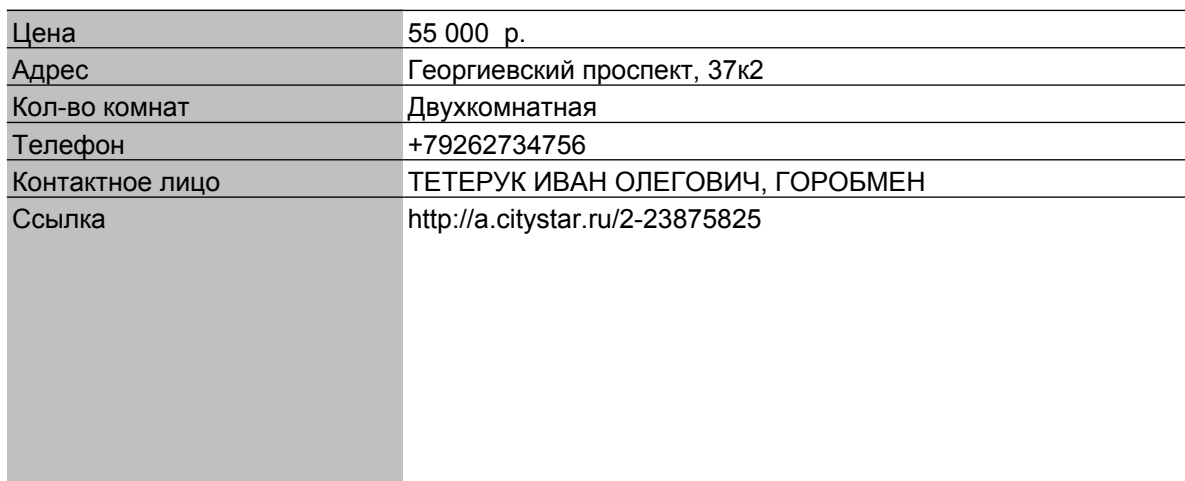 Цена 55 000 р.
Адрес Георгиевский проспект, 37к2
Кол-во комнат Двухкомнатная
Телефон +79262734756
Контактное лицо ТЕТЕРУК ИВАН ОЛЕГОВИЧ, ГОРОБМЕН
Ссылка http://a.citystar.ru/2-23875825